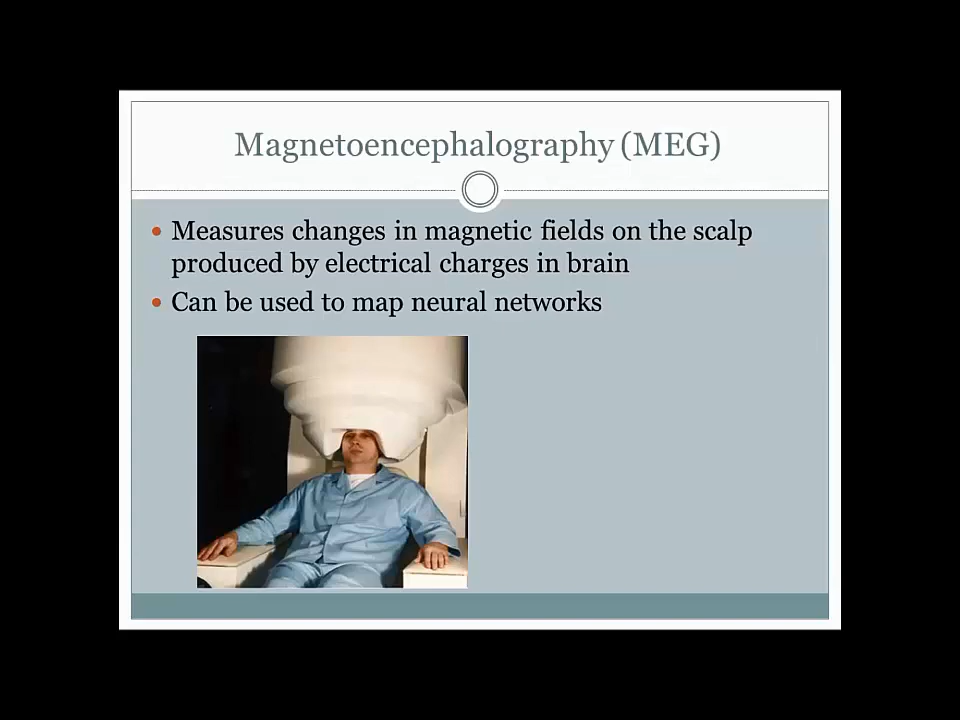 Magnetoencephalography (MEG)
Measures changes in magnetic fields on the scalp
produced by electrical charges in brain
Can be used to map neural networks